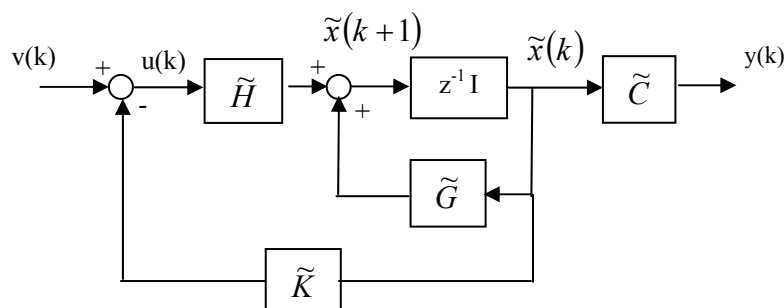 x̃(k+1)
x̃(k)
v(k)
+
u(k)
+
y(k)
H̃
z⁻¹ I
C̃
-
+
G̃
K̃